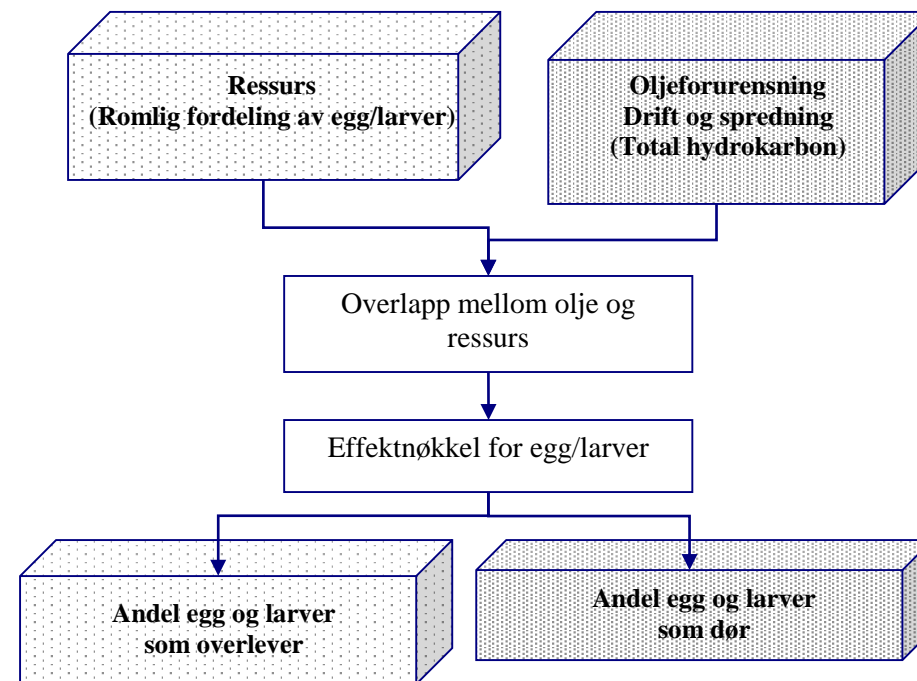 Ressurs
(Romlig fordeling av egg/larver)
Oljeforurensning
Drift og spredning
(Total hydrokarbon)
Overlapp mellom olje og
ressurs
Effektnøkkel for egg/larver
Andel egg og larver
som overlever
Andel egg og larver
som dør